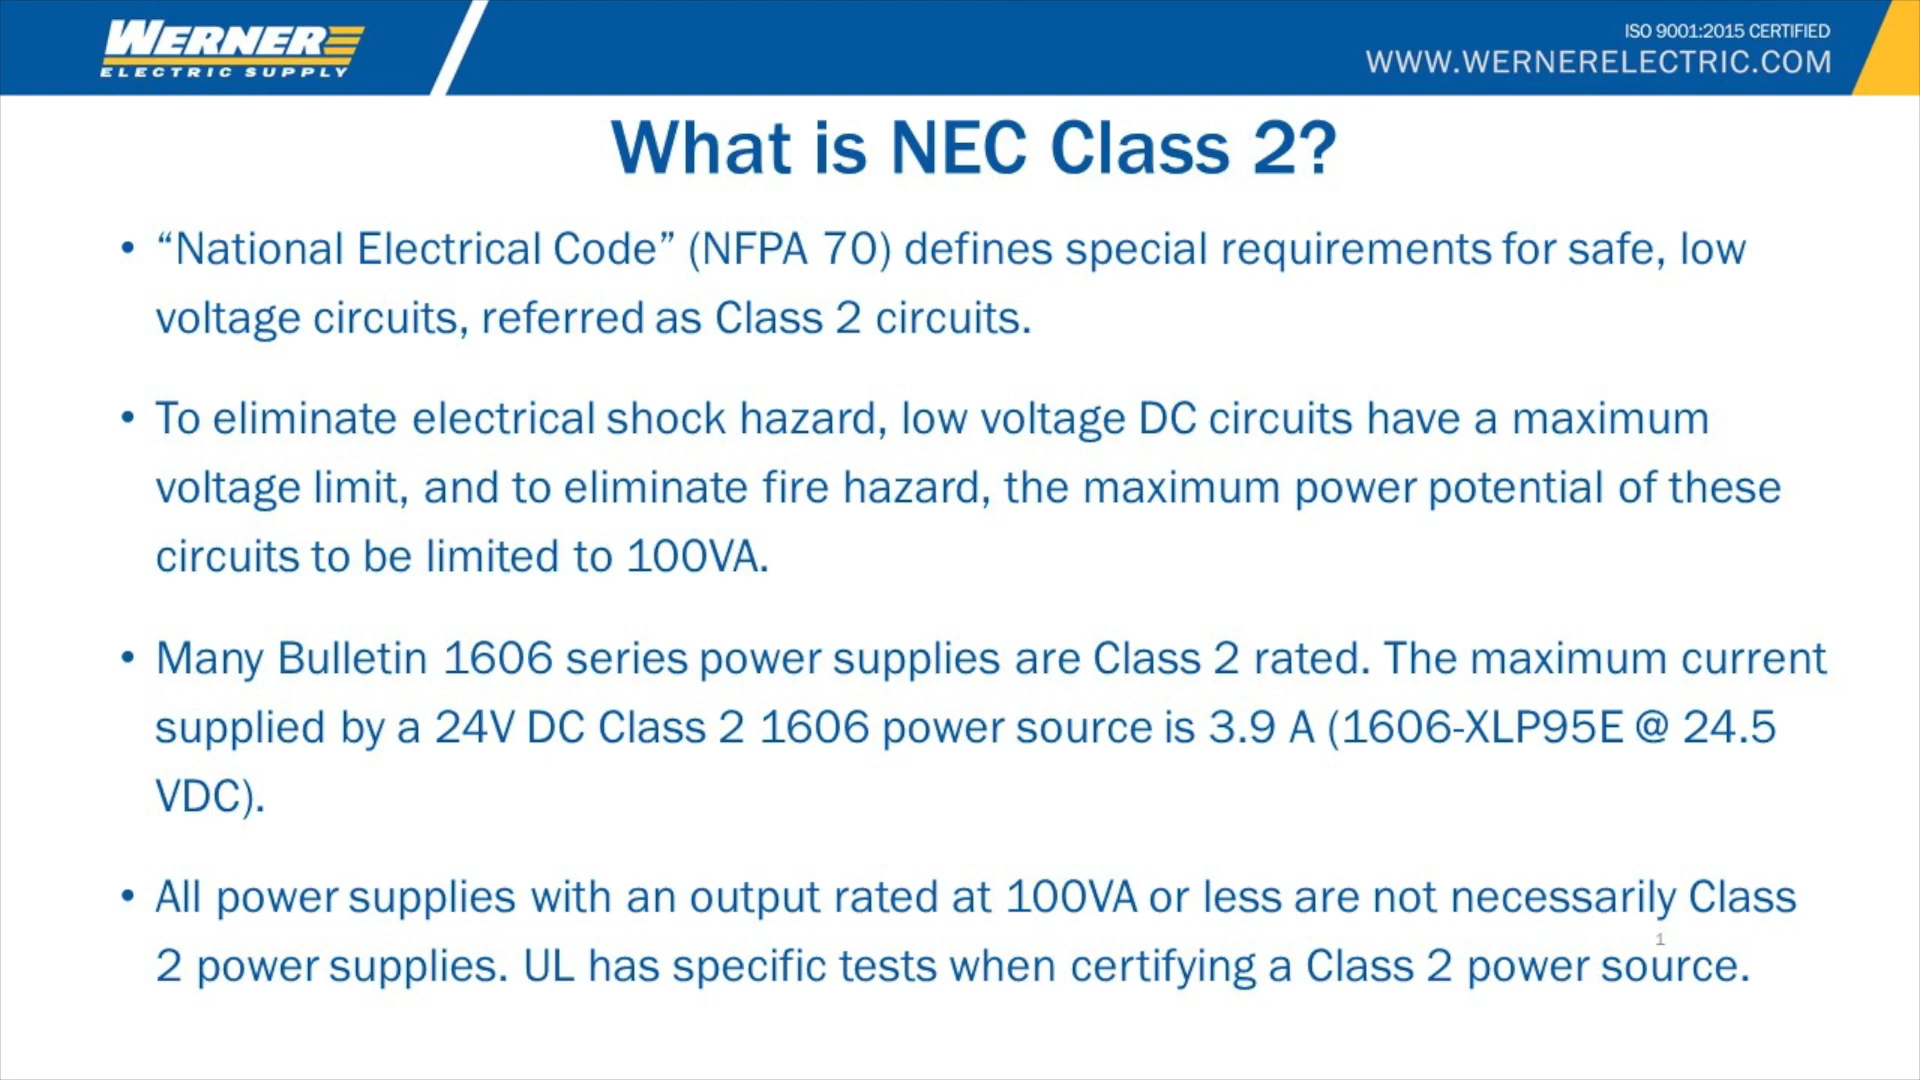 WERNER
ELECTRIC SUPPLY
ISO 9001:2015 CERTIFIED
WWW.WERNERELECTRIC.COM
What is NEC Class 2?
• “National Electrical Code” (NFPA 70) defines special requirements for safe, low
voltage circuits, referred as Class 2 circuits.
• To eliminate electrical shock hazard, low voltage DC circuits have a maximum
voltage limit, and to eliminate fire hazard, the maximum power potential of these
circuits to be limited to 100VA.
• Many Bulletin 1606 series power supplies are Class 2 rated. The maximum current
supplied by a 24V DC Class 2 1606 power source is 3.9 A (1606-XLP95E @ 24.5
VDC).
• All power supplies with an output rated at 100VA or less are not necessarily Class
2 power supplies. UL has specific tests when certifying a Class 2 power source.
1